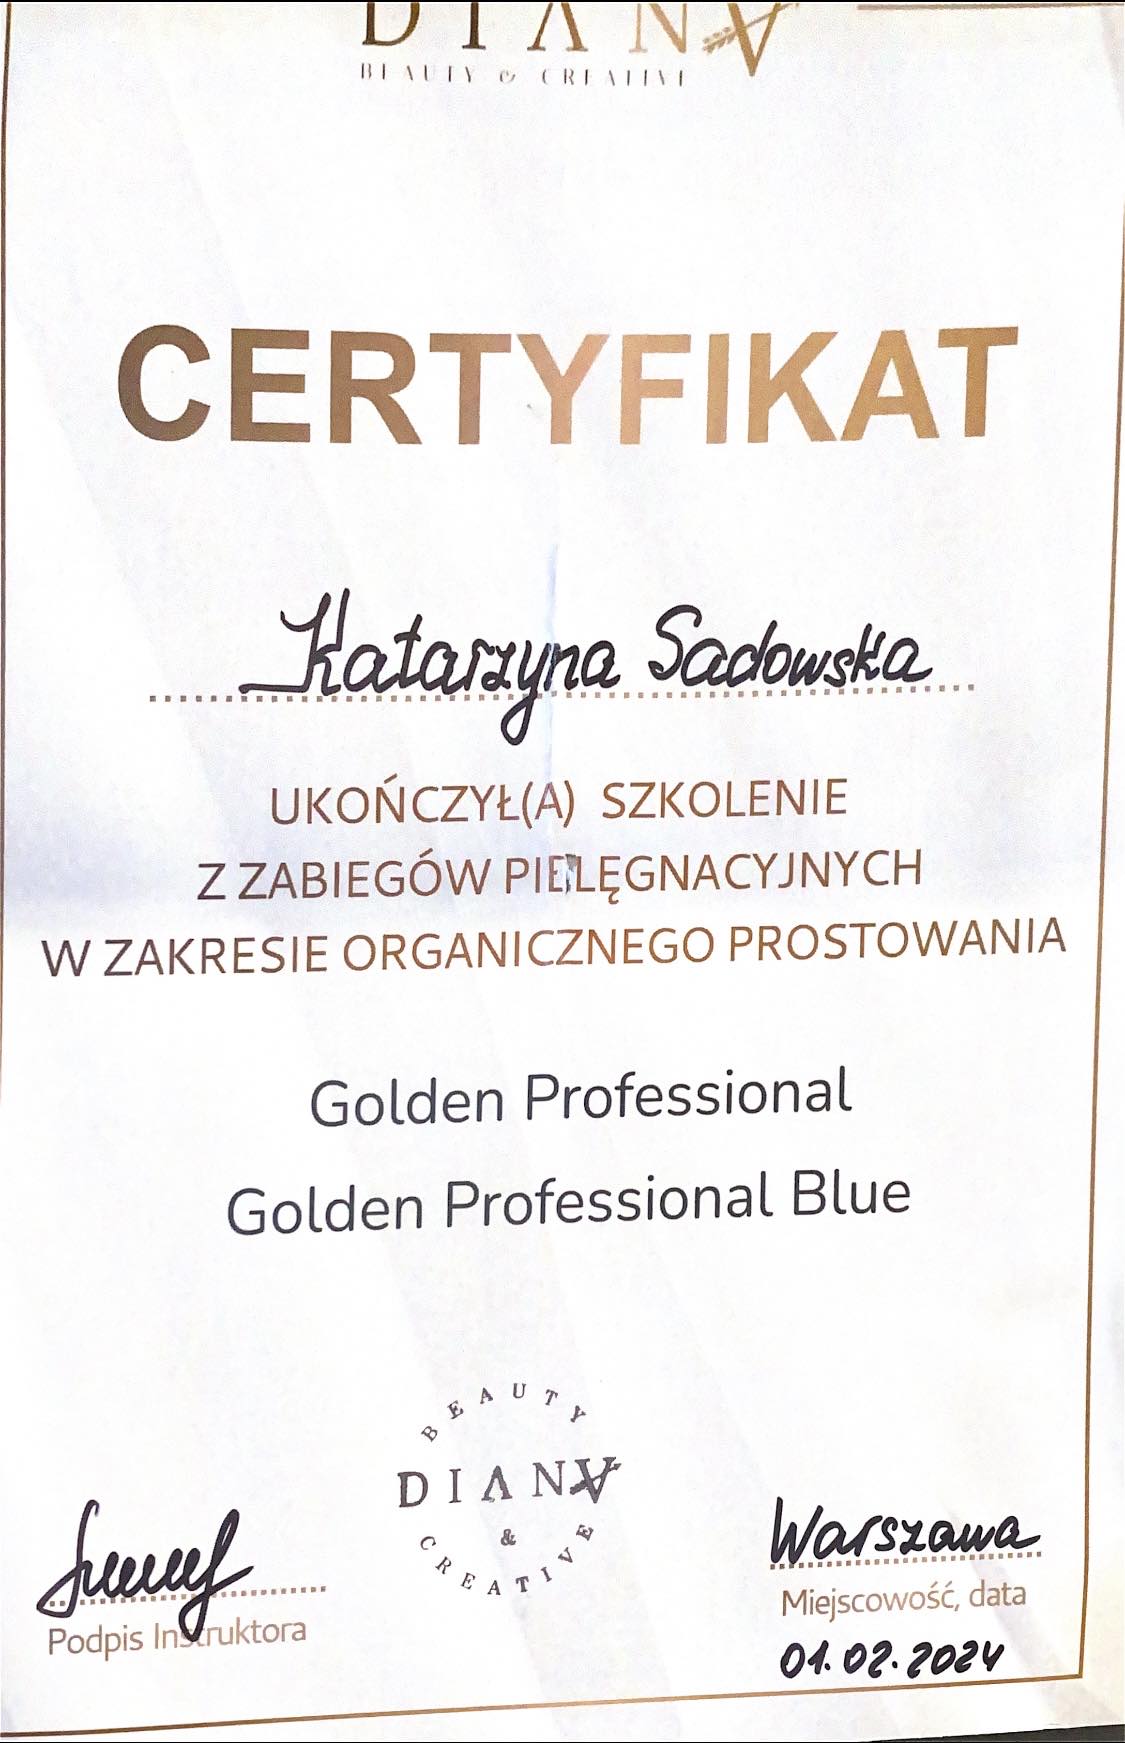 DIANA
BEAUTY & CREATIVE
CERTYFIKAT
Katarzyna Sadowska
UKOŃCZYŁ(A) SZKOLENIE
Z ZABIEGÓW PIELĘGNACYJNYCH
W ZAKRESIE ORGANICZNEGO PROSTOWANIA
Golden Professional
Golden Professional Blue
BEAUTY
DIANA
&
CREATIVE
Warszawa
Podpis Instruktora
Miejscowość, data
01.02.2024